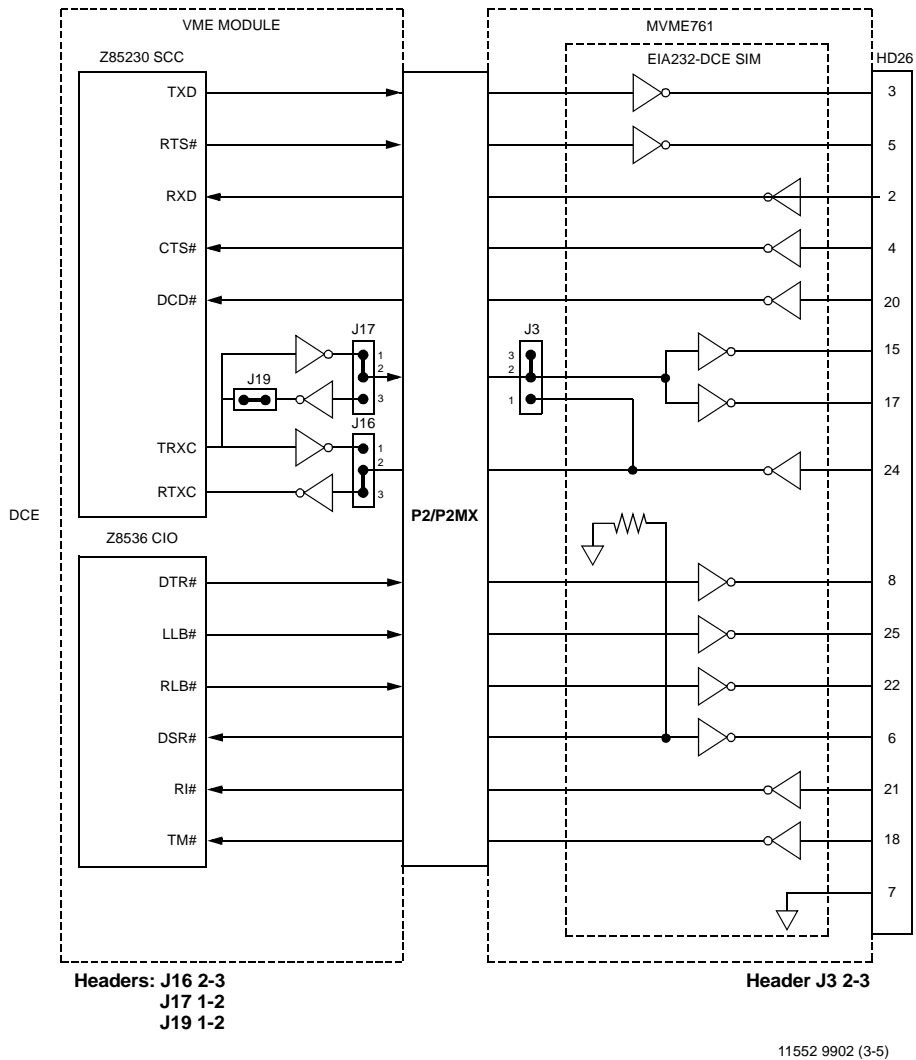 VME MODULE
MVME761
Z85230 SCC
EIA232-DCE SIM
HD26
TXD
3
RTS#
5
RXD
2
CTS#
4
DCD#
20
J17
J3
1
2
3
3
2
1
15
17
J19
J16
1
2
3
TRXC
24
RTXC
DCE
P2/P2MX
Z8536 CIO
DTR#
8
LLB#
25
RLB#
22
DSR#
6
RI#
21
TM#
18
7
Headers: J16 2-3
J17 1-2
J19 1-2
Header J3 2-3
11552 9902 (3-5)